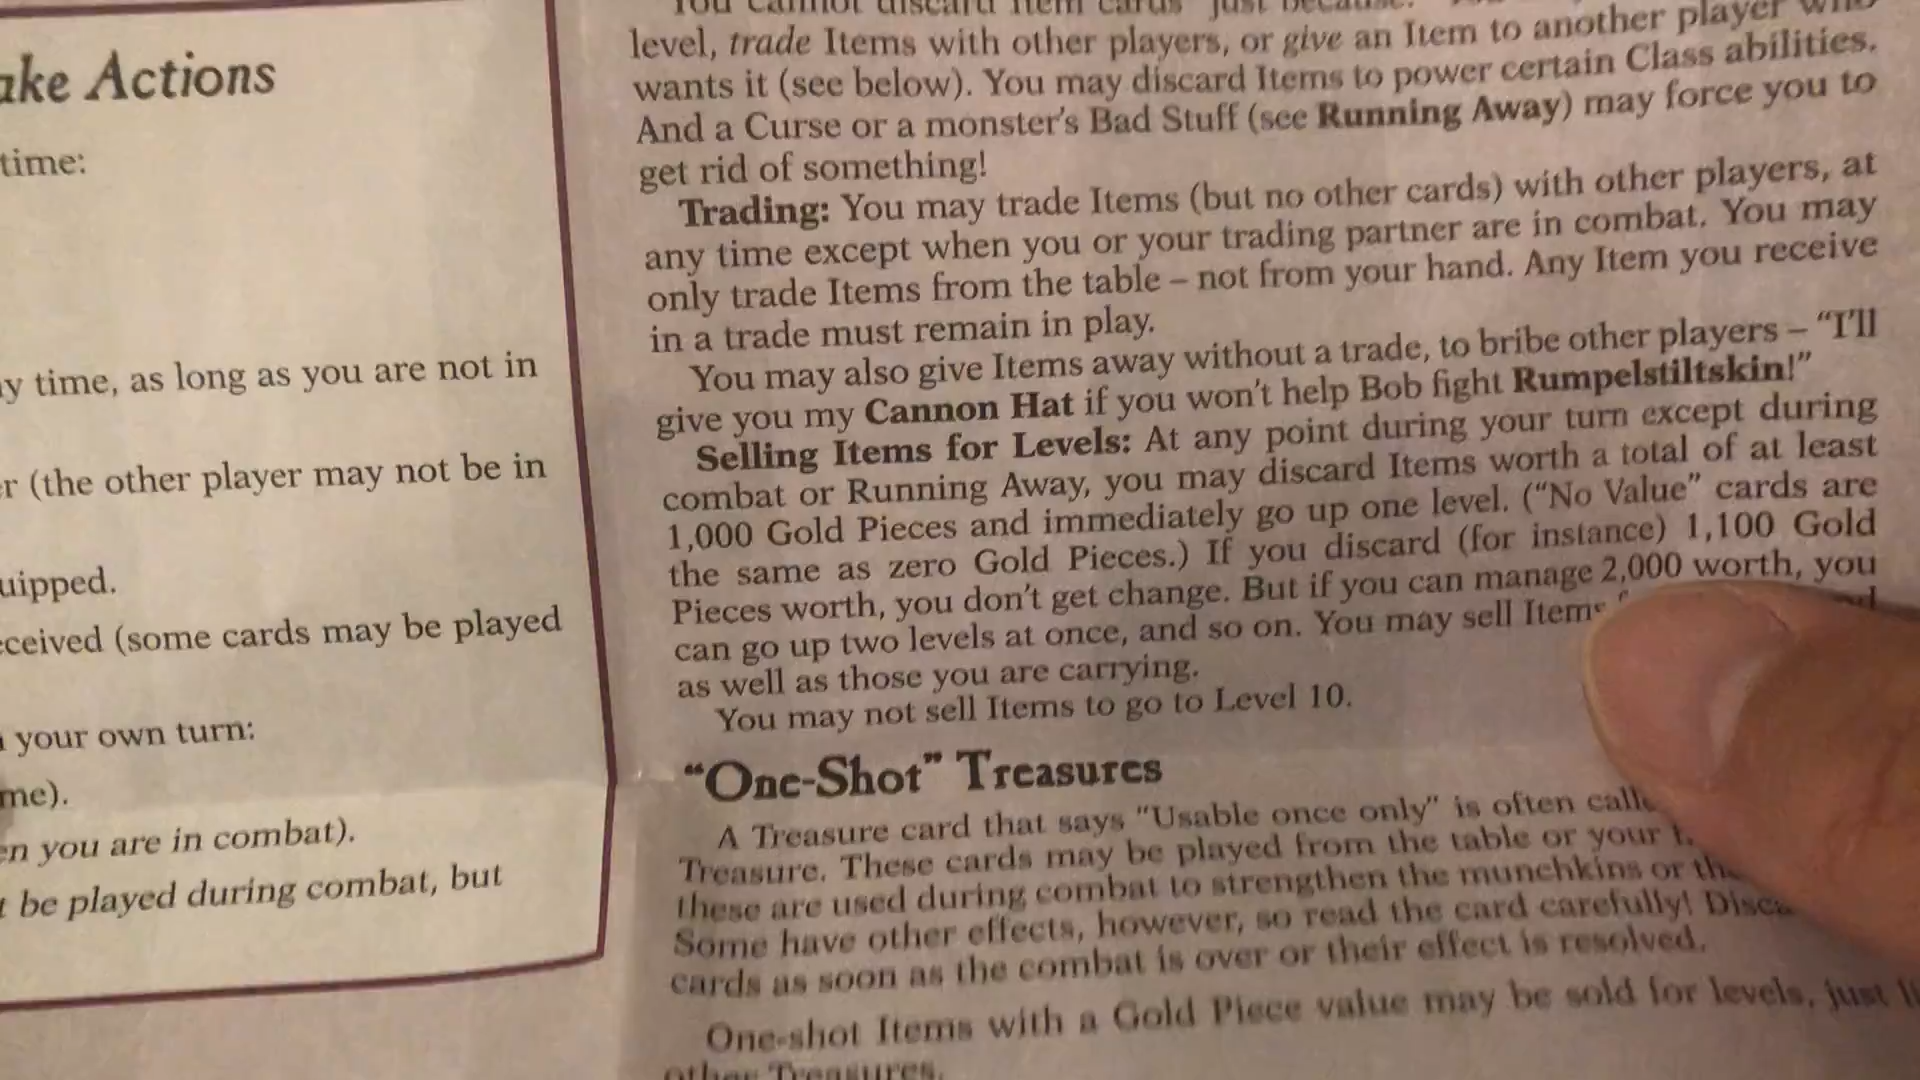 ake Actions
time:
y time, as long as you are not in
r (the other player may not be in
uipped.
ceived (some cards may be played
your own turn:
me).
en you are in combat).
t be played during combat, but
You cannot discard Item cards "just because."
level, trade Items with other players, or give an Item to another player who
wants it (see below). You may discard Items to power certain Class abilities.
And a Curse or a monster's Bad Stuff (see Running Away) may force you to
get rid of something!
Trading: You may trade Items (but no other cards) with other players, at
any time except when you or your trading partner are in combat. You may
only trade Items from the table – not from your hand. Any Item you receive
in a trade must remain in play.
You may also give Items away without a trade, to bribe other players – "I'll
give you my Cannon Hat if you won't help Bob fight Rumpelstiltskin!"
Selling Items for Levels: At any point during your turn except during
combat or Running Away, you may discard Items worth a total of at least
1,000 Gold Pieces and immediately go up one level. ("No Value" cards are
the same as zero Gold Pieces.) If you discard (for instance) 1,100 Gold
Pieces worth, you don't get change. But if you can manage 2,000 worth, you
can go up two levels at once, and so on. You may sell Items
as well as those you are carrying.
You may not sell Items to go to Level 10.
"One-Shot" Treasures
A Treasure card that says "Usable once only" is often calle
Treasure. These cards may be played from the table or your
these are used during combat to strengthen the munchkins or
Some have other effects, however, so read the card carefully! Disca
cards as soon as the combat is over or their effect is resolved.
One-shot Items with a Gold Piece value may be sold for levels, just
other Treasures.